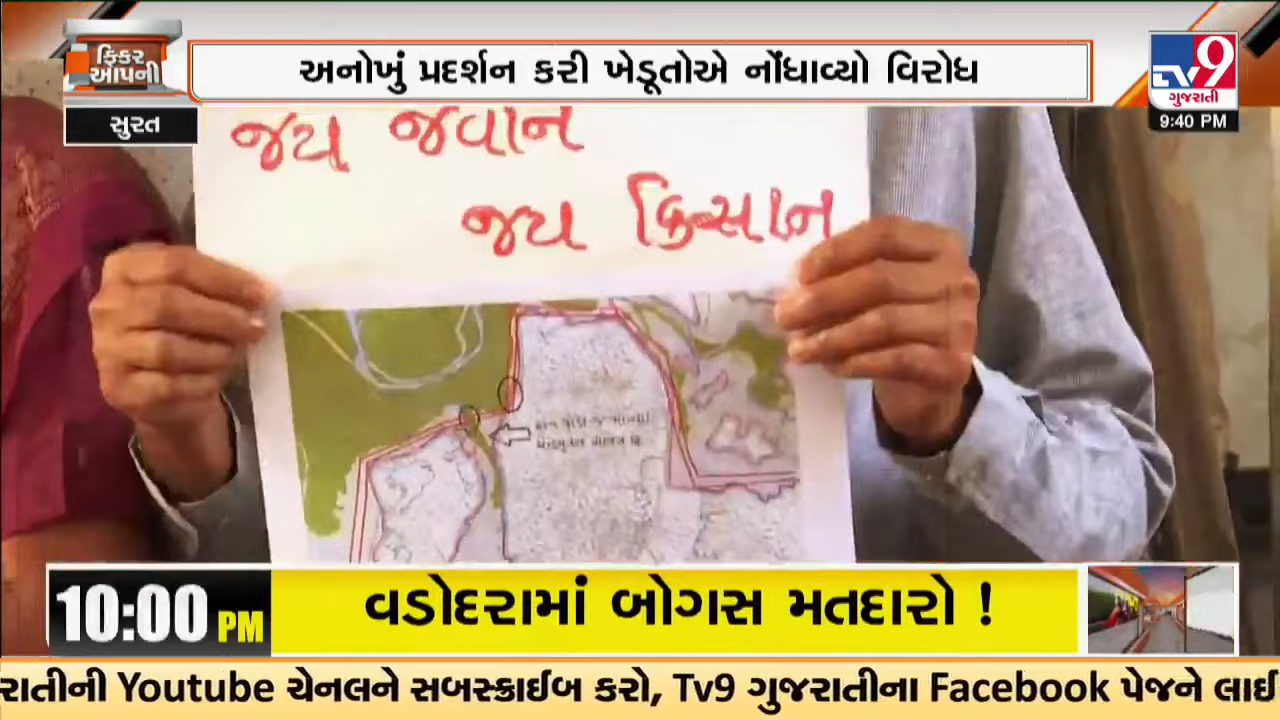 ફિકર
આપની
અનોખું પ્રદર્શન કરી ખેડૂતોએ નોંધાવ્યો વિરોધ
TV9
ગુજરાતી
9:40 PM
સુરત
જય જવાન
જય કિસાન
10:00 PM
વડોદરામાં બોગસ મતદારો !
રાતીની Youtube ચેનલને સબસ્ક્રાઈબ કરો, Tv9 ગુજરાતીના Facebook પેજને લાઈ